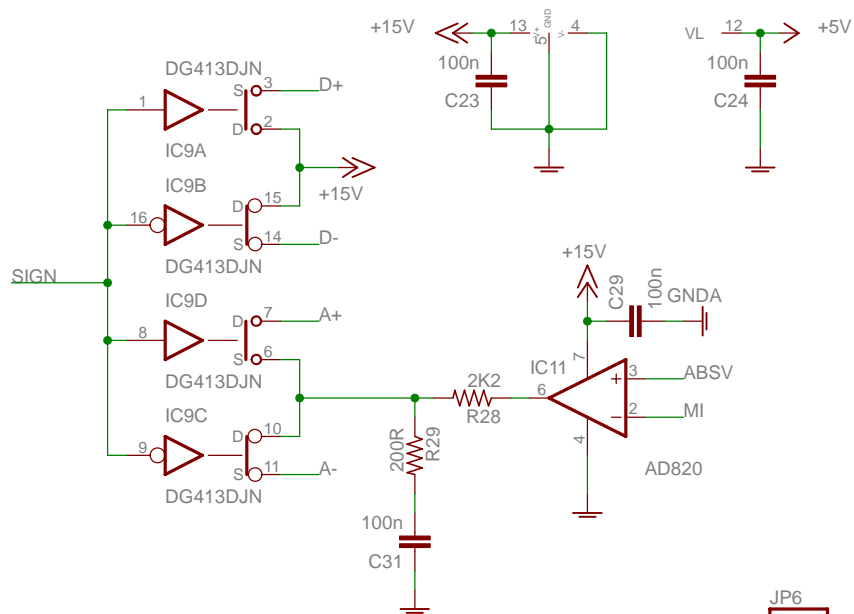 +15V
13
V+
GND
5
V-
4
VL
12
+5V
100n
C23
100n
C24
DG413DJN
S
3
D+
1
D
2
IC9A
+15V
IC9B
D
15
16
S
14
D-
DG413DJN
SIGN
IC9D
D
7
A+
8
S
6
DG413DJN
IC9C
D
10
9
S
11
A-
DG413DJN
+15V
C29
100n
GNDA
7
IC11
+
3
ABSV
6
-
2
MI
4
AD820
2K2
R28
200R
R29
100n
C31
JP6